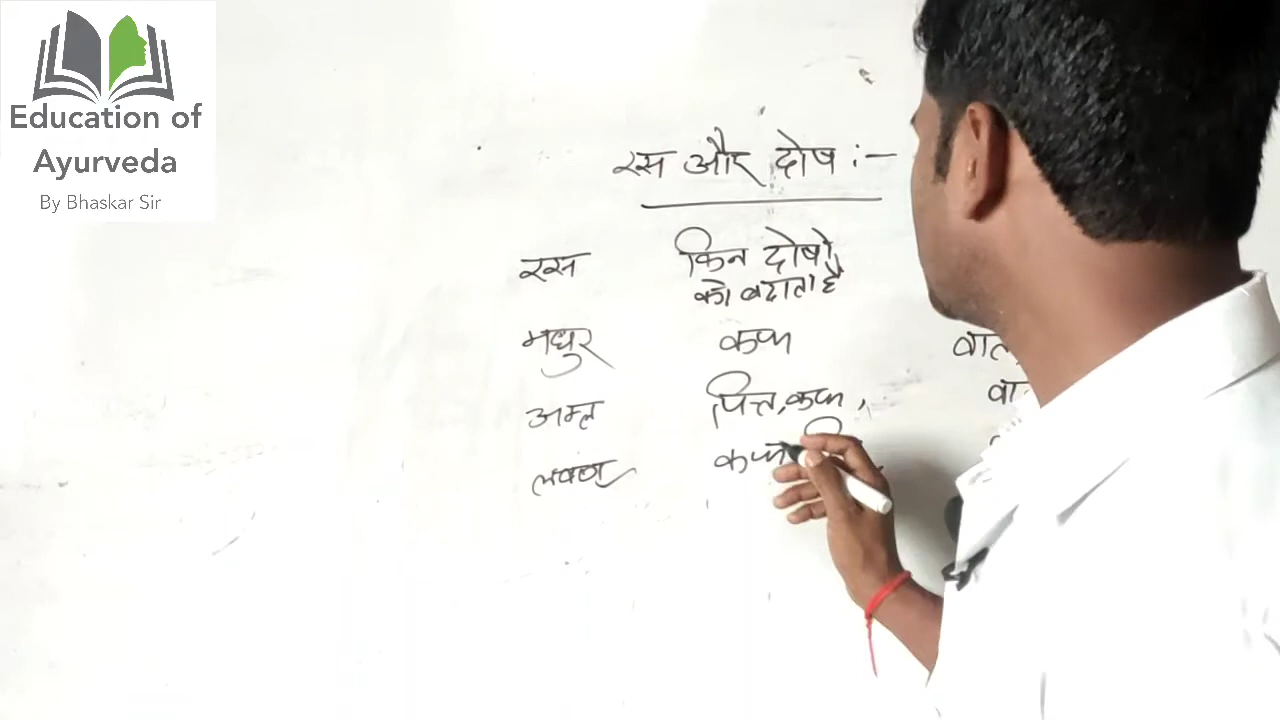 Education of
Ayurveda
By Bhaskar Sir
रस और दोष :-
रस किन दोषो
को बढाता है
मधुर कफ वात
अम्ल पित्त, कफ,
लवण कफ